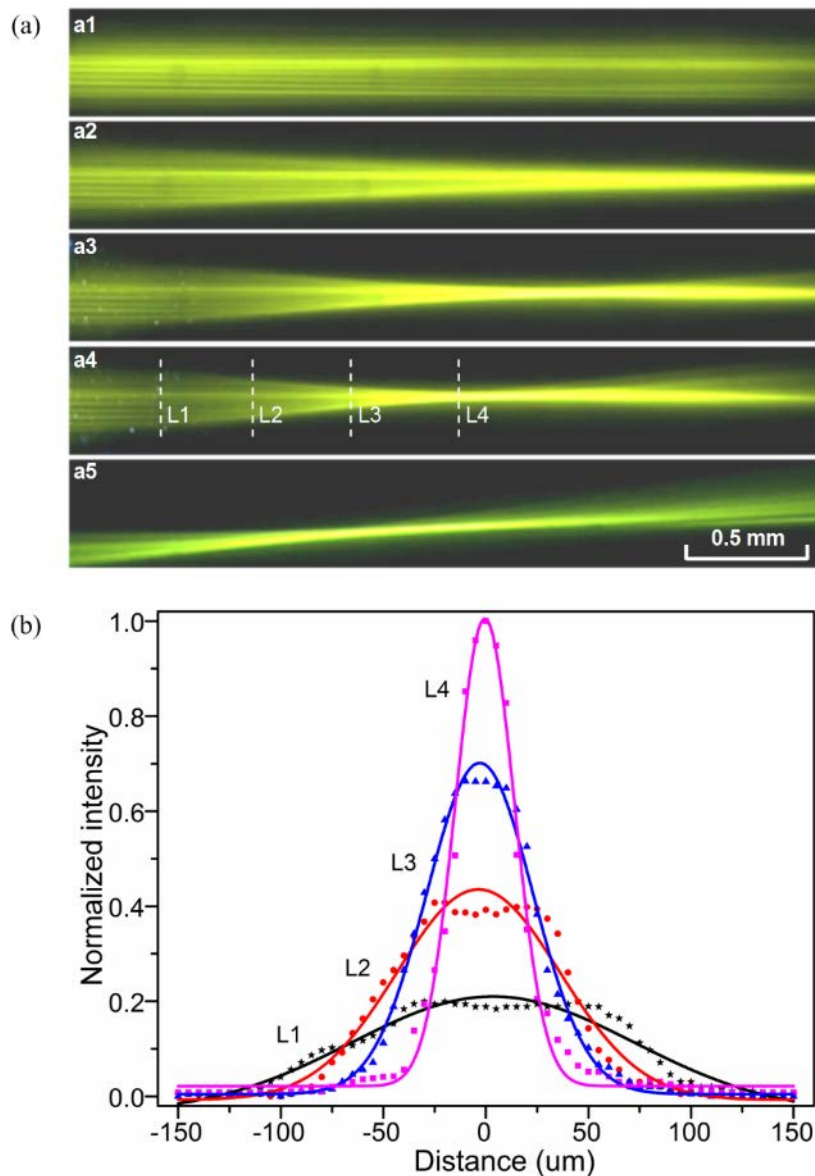 (a)
a1
a2
a3
a4
L1 L2 L3 L4
a5
0.5 mm
(b)
1.0
0.8
0.6
0.4
0.2
0.0
Normalized intensity
L4
L3
L2
L1
-150 -100 -50 0 50 100 150
Distance (um)